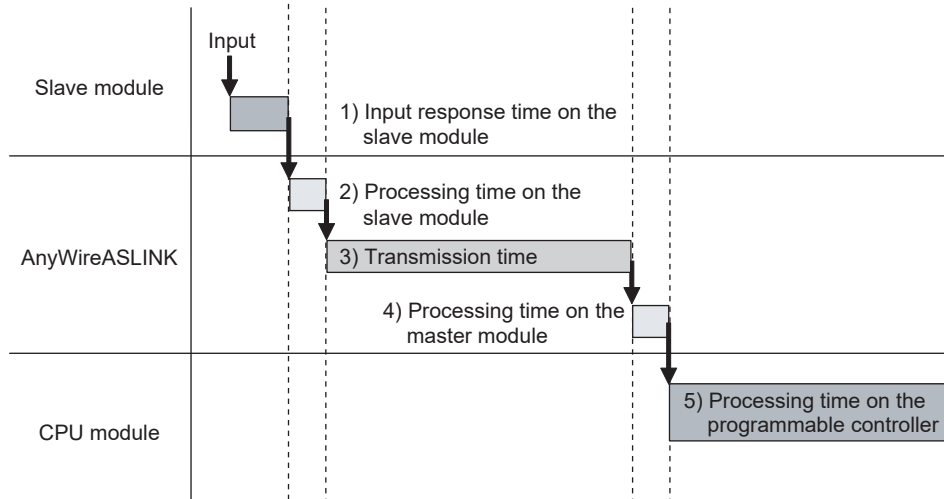 Input
Slave module
1) Input response time on the
slave module
2) Processing time on the
slave module
AnyWireASLINK
3) Transmission time
4) Processing time on the
master module
CPU module
5) Processing time on the
programmable controller